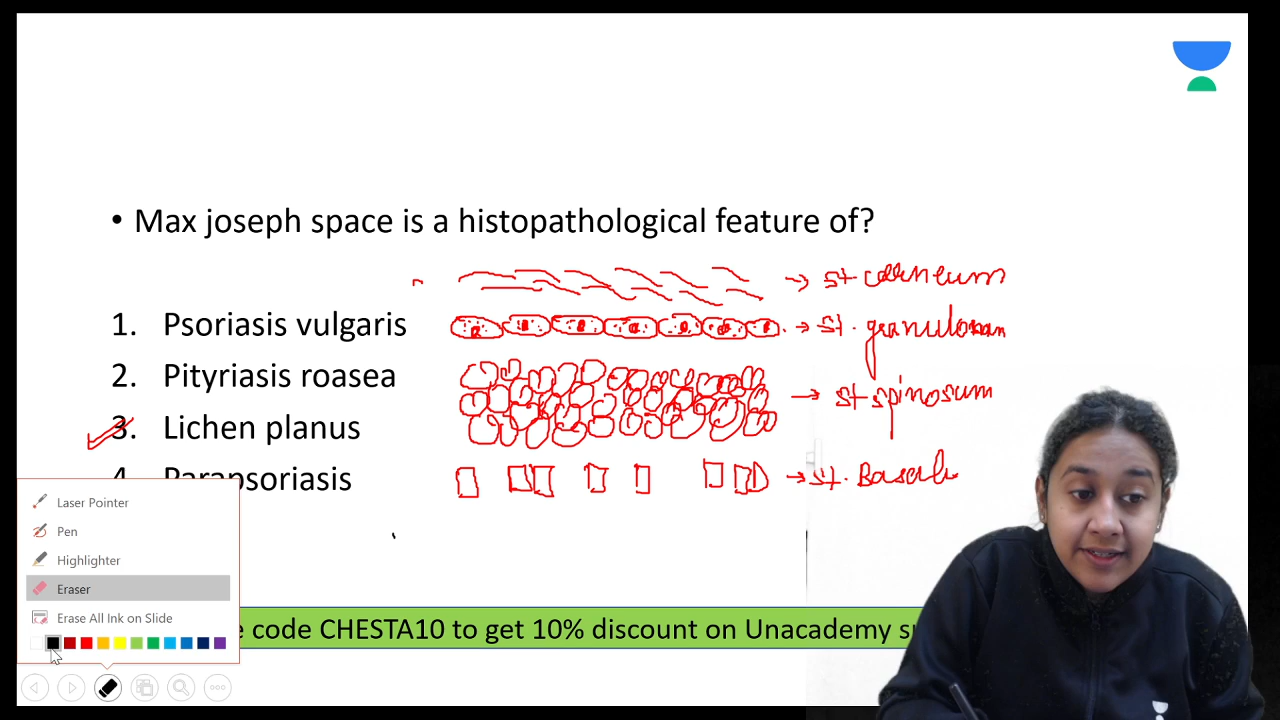 • Max joseph space is a histopathological feature of?
→ st. corneum
1. Psoriasis vulgaris
→ st. granulosum
2. Pityriasis roasea
→ st spinosum
3. Lichen planus
4. Parapsoriasis
→ st. Basale
Laser Pointer
Pen
Highlighter
Eraser
Erase All Ink on Slide
code CHESTA10 to get 10% discount on Unacademy